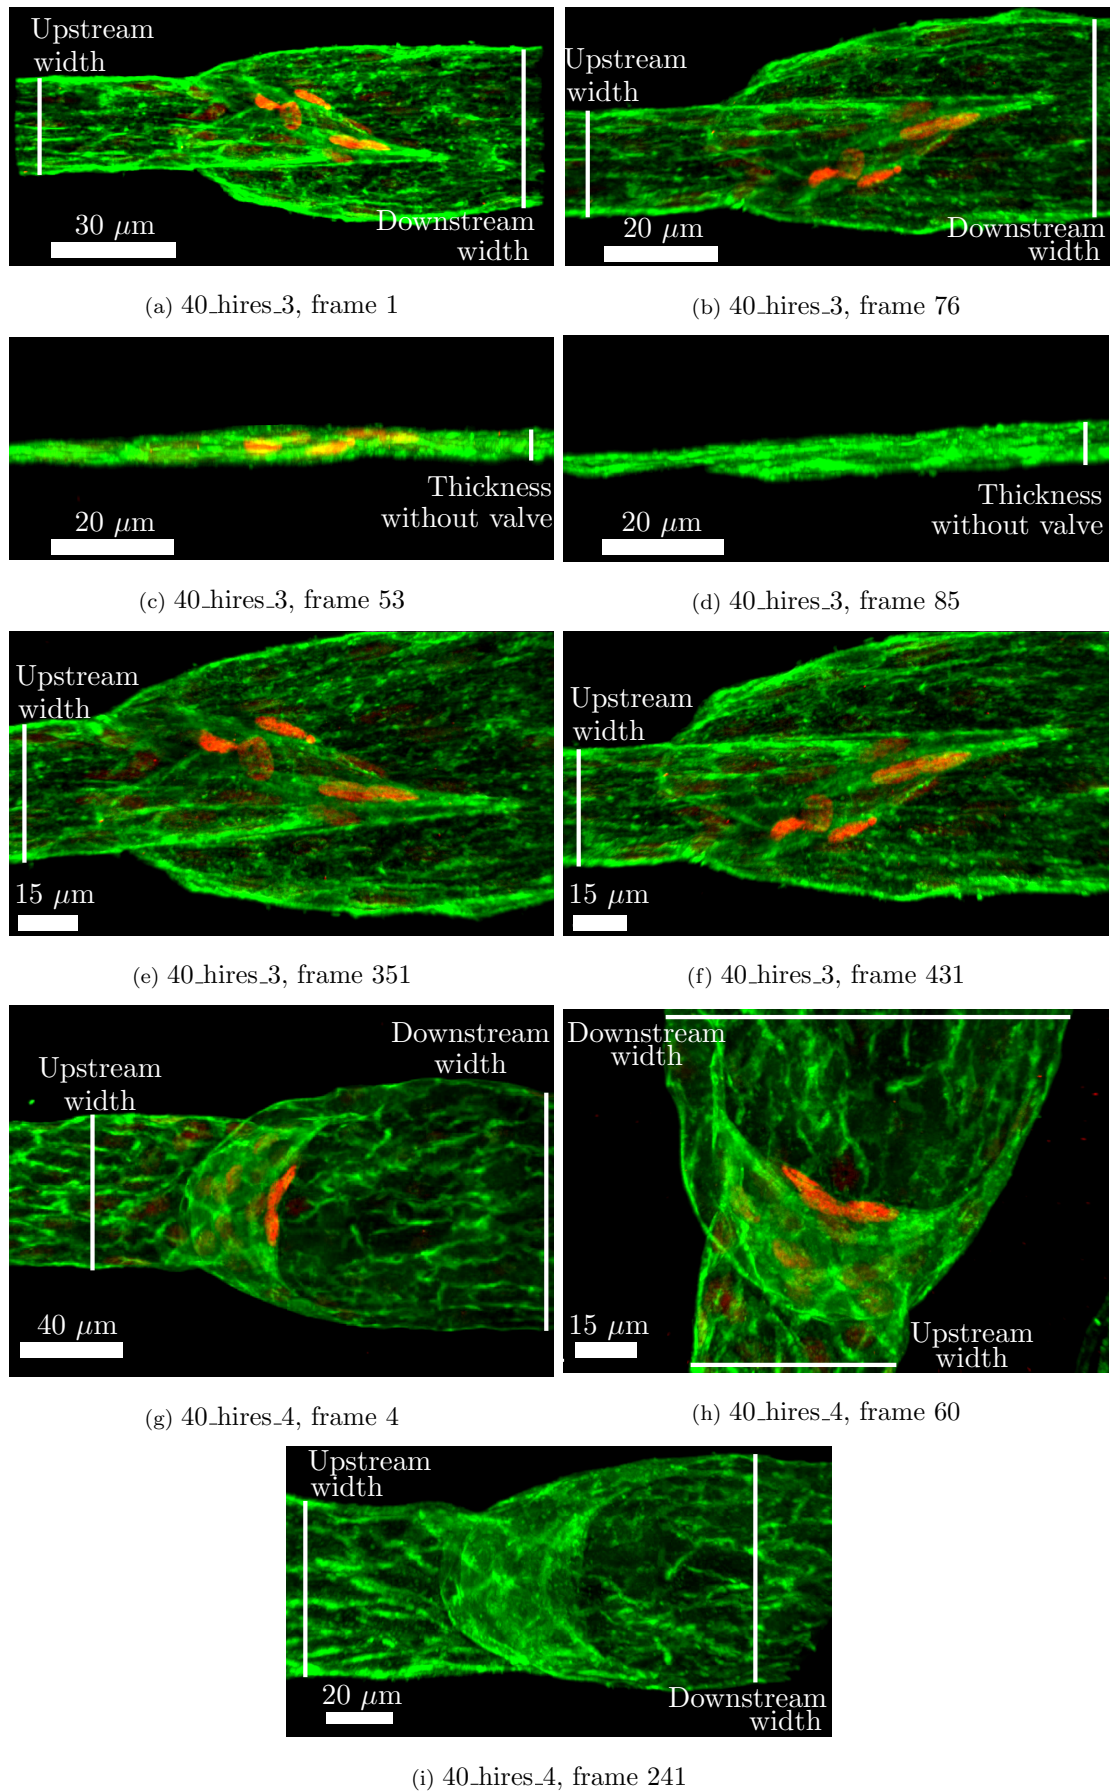 Upstream
width
30 μm
Downstream
width
(a) 40_hires_3, frame 1
Upstream
width
20 μm
Downstream
width
(b) 40_hires_3, frame 76
20 μm
Thickness
without valve
(c) 40_hires_3, frame 53
20 μm
Thickness
without valve
(d) 40_hires_3, frame 85
Upstream
width
15 μm
(e) 40_hires_3, frame 351
Upstream
width
15 μm
(f) 40_hires_3, frame 431
Downstream
width
Upstream
width
40 μm
(g) 40_hires_4, frame 4
Downstream
width
15 μm
Upstream
width
(h) 40_hires_4, frame 60
Upstream
width
20 μm
Downstream
width
(i) 40_hires_4, frame 241